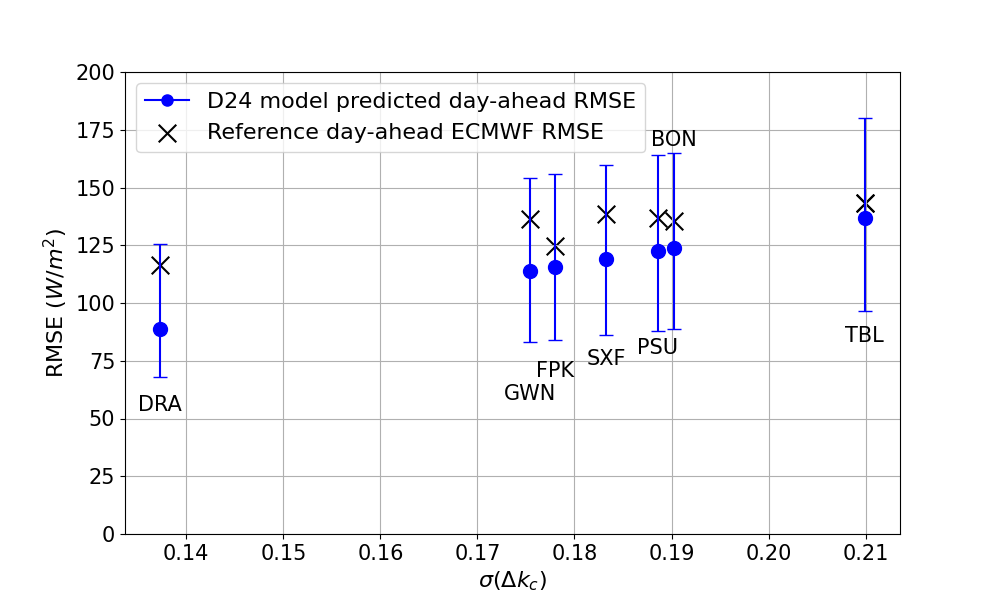 200
175
150
125
100
75
50
25
0
RMSE (W/m²)
D24 model predicted day-ahead RMSE
Reference day-ahead ECMWF RMSE
BON
TBL
PSU
SXF
FPK
GWN
DRA
0.14 0.15 0.16 0.17 0.18 0.19 0.20 0.21
σ(Δk_c)